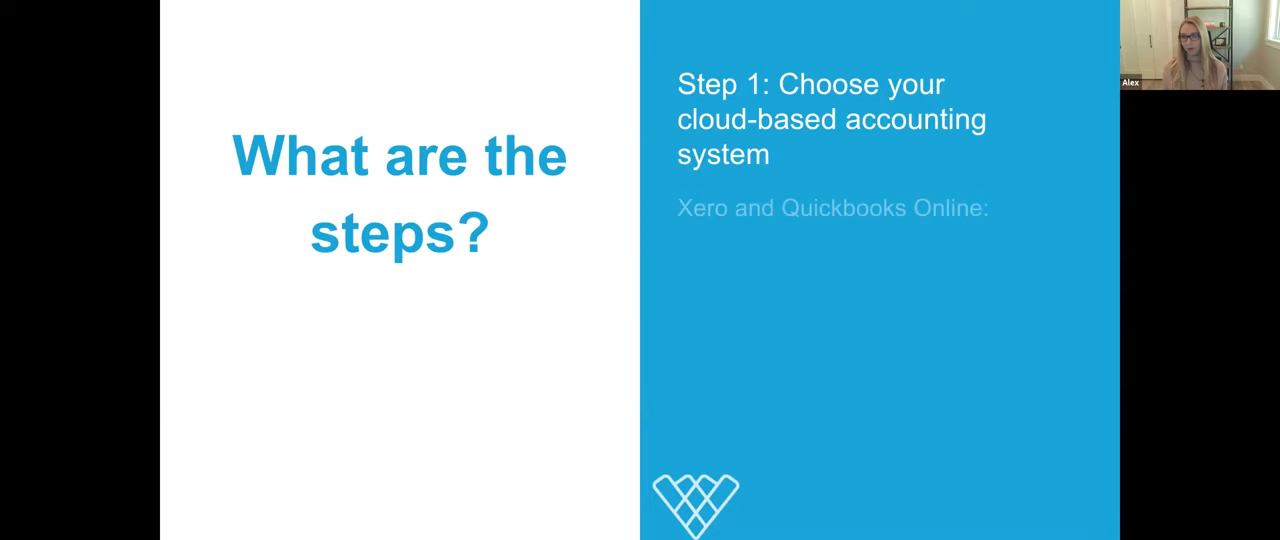 What are the
steps?
Step 1: Choose your
cloud-based accounting
system
Xero and Quickbooks Online:
Alex